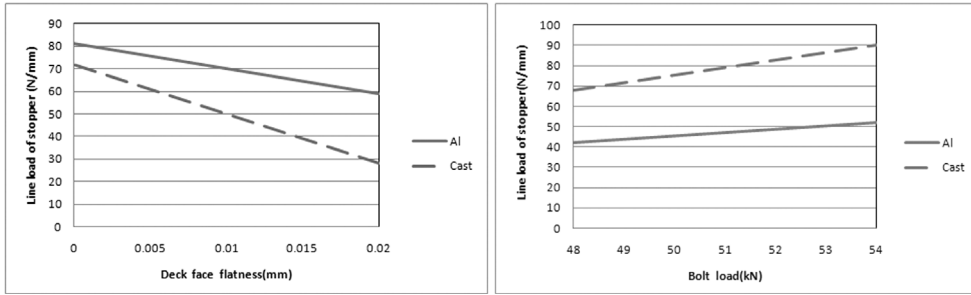 Line load of stopper (N/mm)
90
80
70
60
50
40
30
20
10
0
0 0.005 0.01 0.015 0.02
Deck face flatness(mm)
Al
Cast
Line load of stopper(N/mm)
100
90
80
70
60
50
40
30
20
10
0
48 49 50 51 52 53 54
Bolt load(kN)
Al
Cast